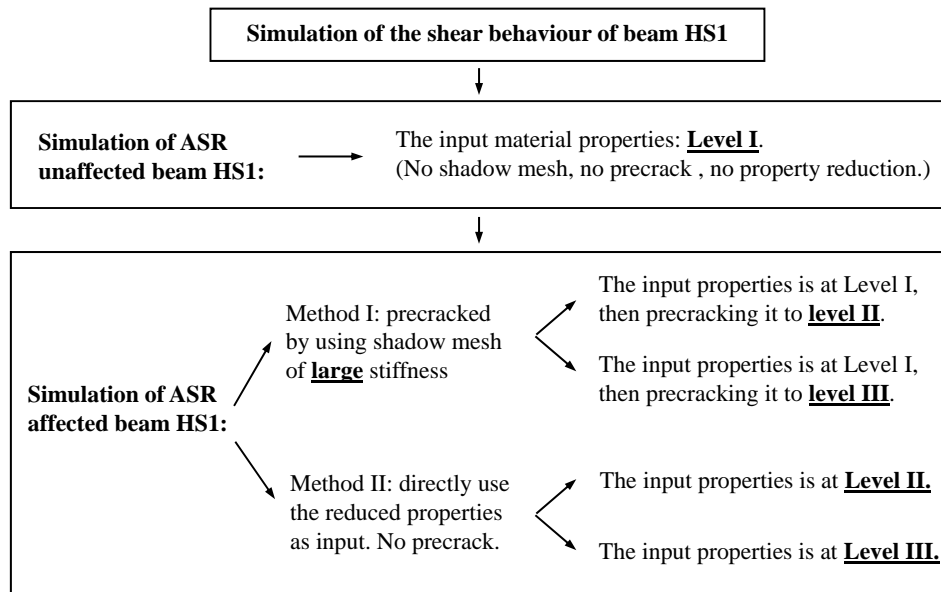 Simulation of the shear behaviour of beam HS1
Simulation of ASR
unaffected beam HS1:
The input material properties: Level I.
(No shadow mesh, no precrack , no property reduction.)
Simulation of ASR
affected beam HS1:
Method I: precracked
by using shadow mesh
of large stiffness
The input properties is at Level I,
then precracking it to level II.
The input properties is at Level I,
then precracking it to level III.
Method II: directly use
the reduced properties
as input. No precrack.
The input properties is at Level II.
The input properties is at Level III.